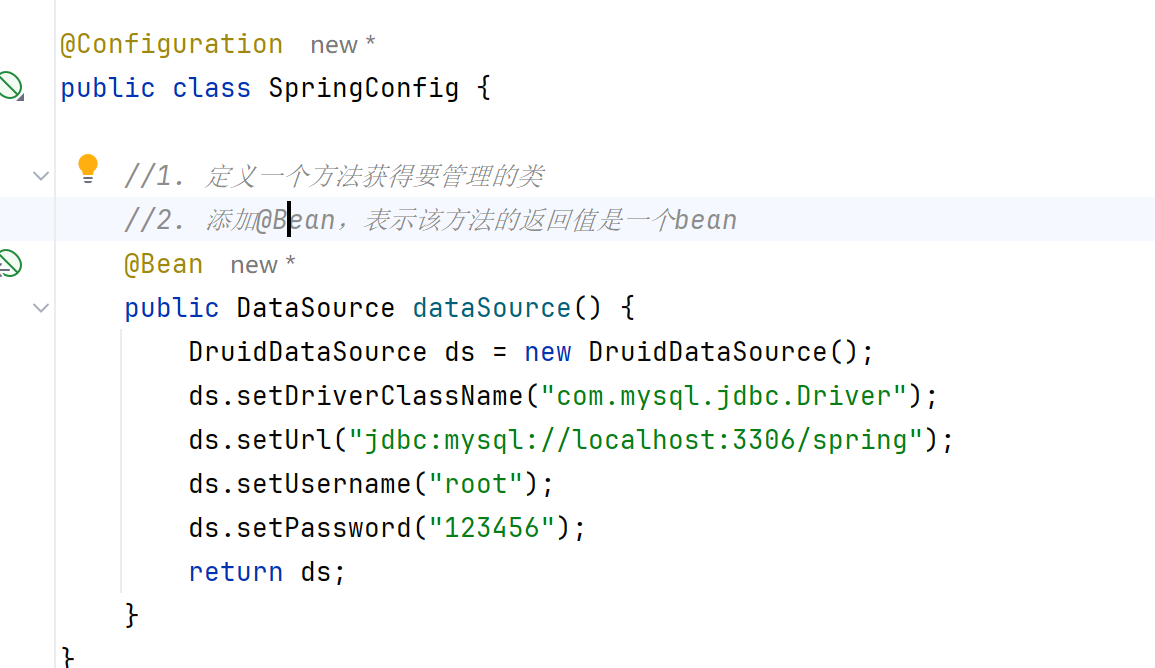 @Configuration new *
public class SpringConfig {
//1. 定义一个方法获得要管理的类
//2. 添加@Bean，表示该方法的返回值是一个bean
@Bean new *
public DataSource dataSource() {
DruidDataSource ds = new DruidDataSource();
ds.setDriverClassName("com.mysql.jdbc.Driver");
ds.setUrl("jdbc:mysql://localhost:3306/spring");
ds.setUsername("root");
ds.setPassword("123456");
return ds;
}
}